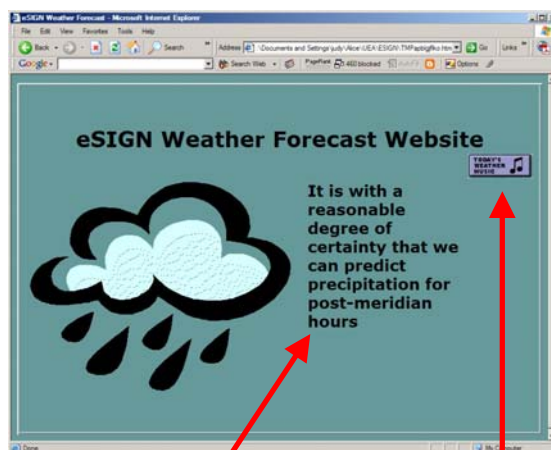 eSIGN Weather Forecast - Microsoft Internet Explorer
File Edit View Favorites Tools Help
Back Search Address Go Links
Google Search Web PageRank blocked Options
eSIGN Weather Forecast Website
TODAY'S
WEATHER
MUSIC
It is with a
reasonable
degree of
certainty that we
can predict
precipitation for
post-meridian
hours
Done My Computer